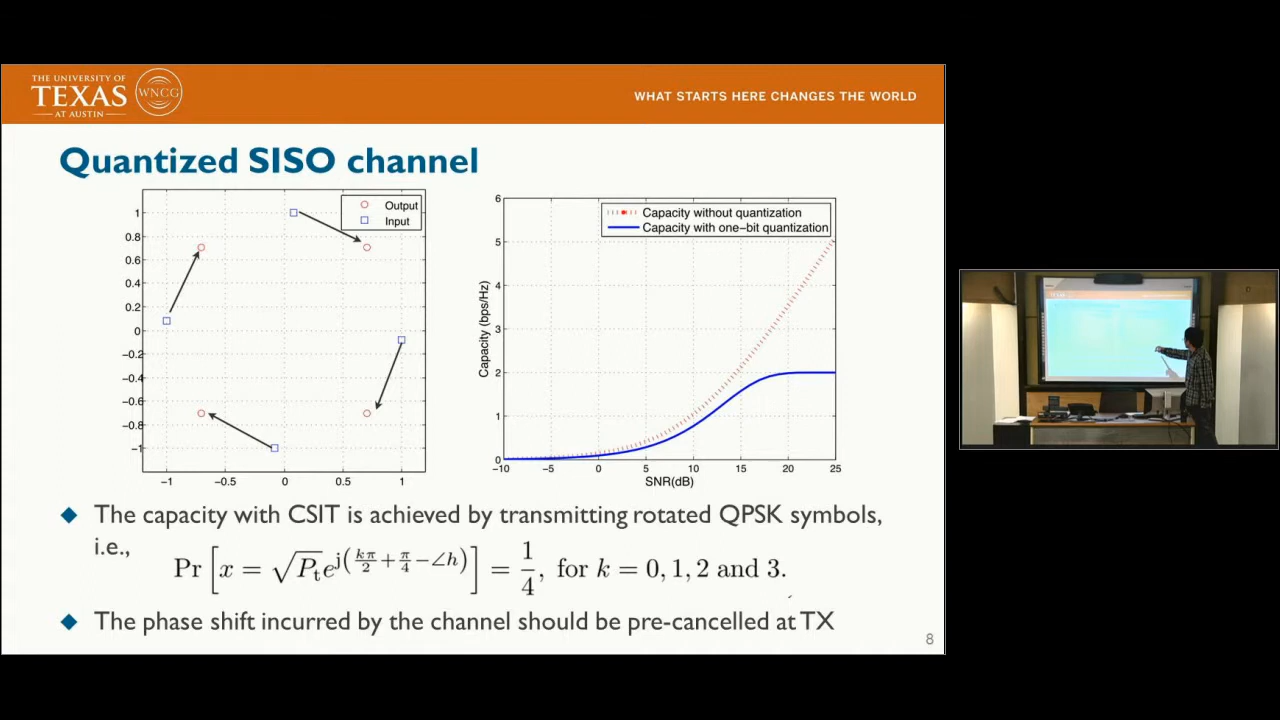 THE UNIVERSITY OF
TEXAS
AT AUSTIN
WNCG
WHAT STARTS HERE CHANGES THE WORLD
Quantized SISO channel
Output
Input
1
0.8
0.6
0.4
0.2
0
−0.2
−0.4
−0.6
−0.8
−1
−1 −0.5 0 0.5 1
Capacity without quantization
Capacity with one−bit quantization
Capacity (bps/Hz)
6
5
4
3
2
1
0
−10 −5 0 5 10 15 20 25
SNR(dB)
◆ The capacity with CSIT is achieved by transmitting rotated QPSK symbols,
i.e.,
Pr [x = √P_t e^{j(kπ/2 + π/4 − ∠h)}] = 1/4, for k = 0, 1, 2 and 3.
◆ The phase shift incurred by the channel should be pre-cancelled at TX
8